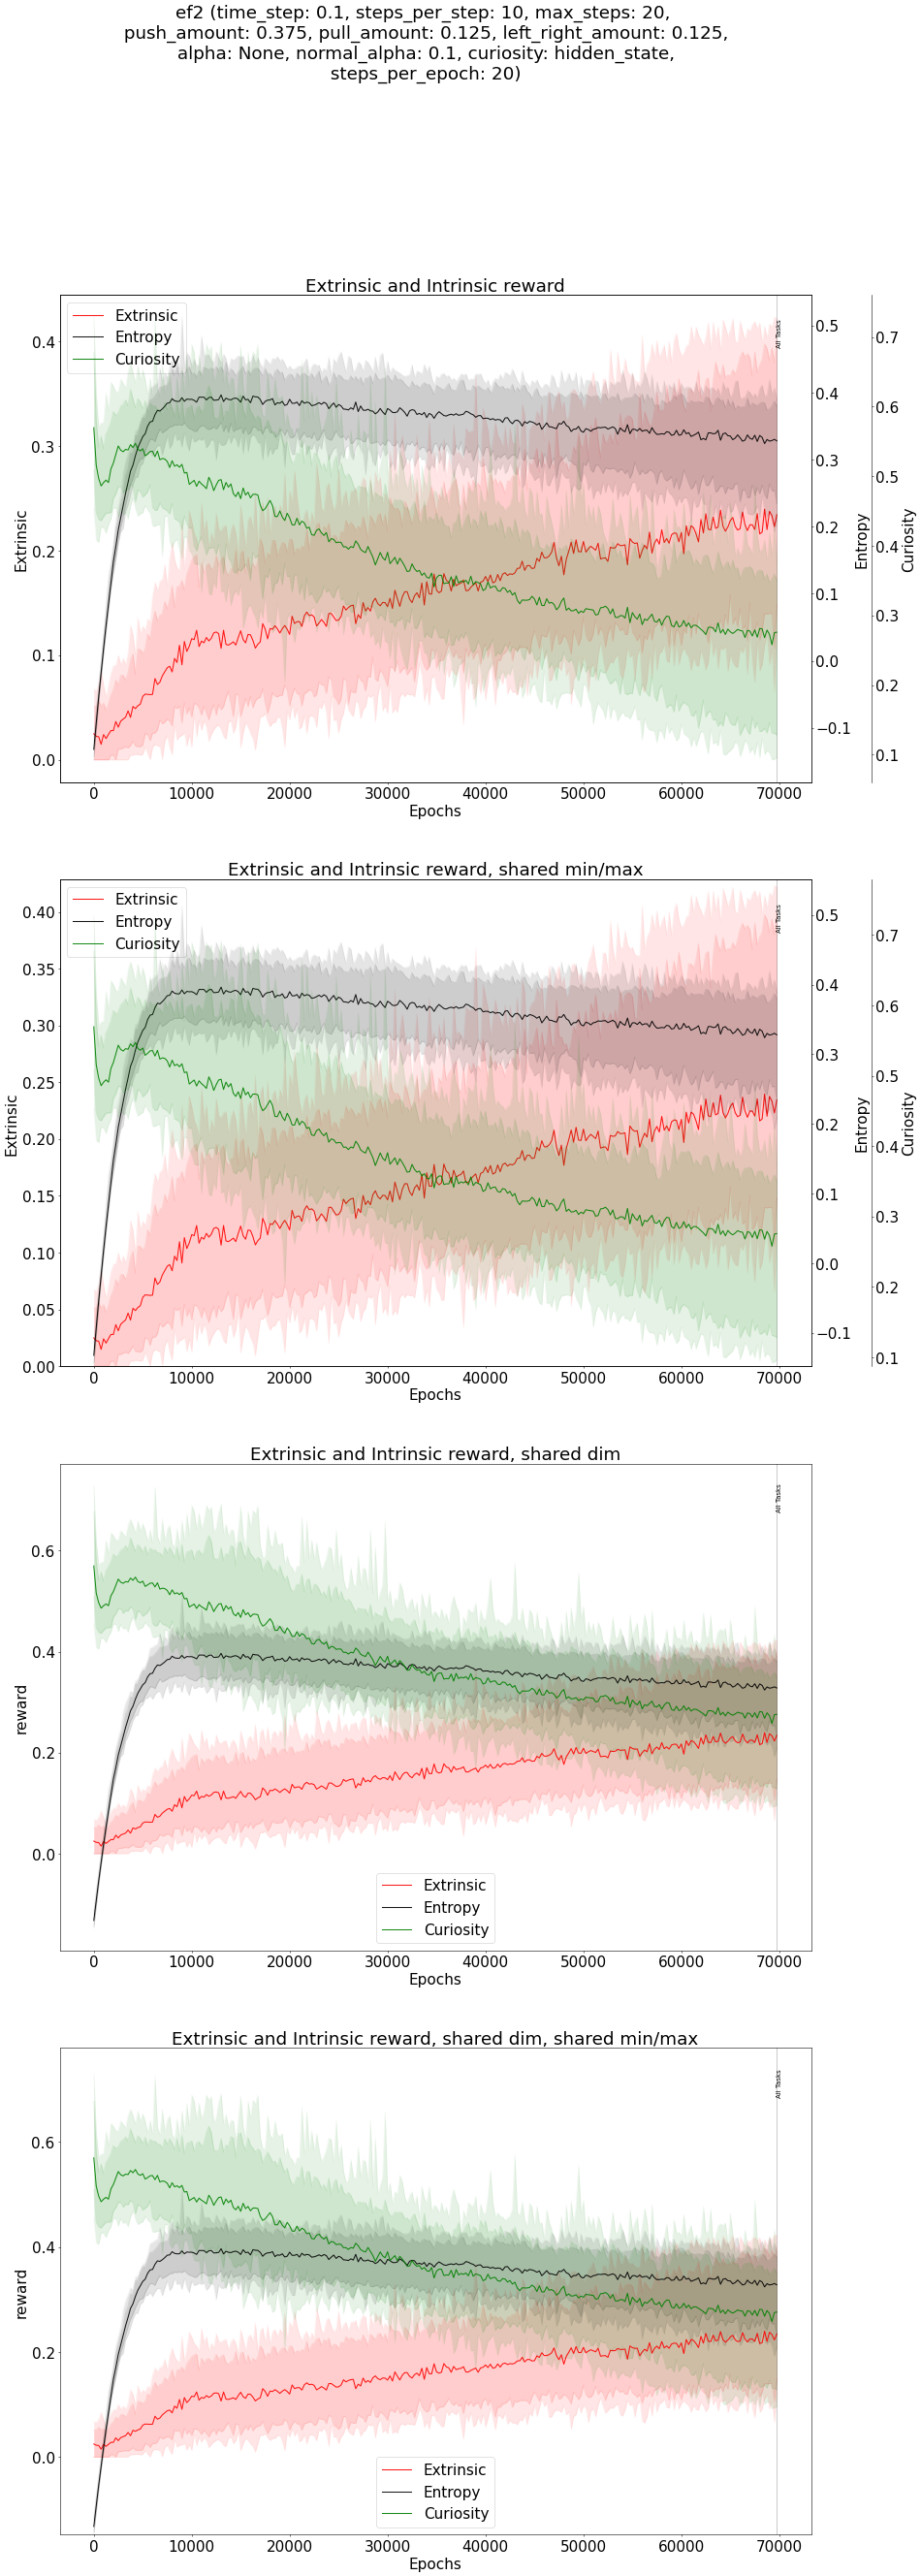 ef2 (time_step: 0.1, steps_per_step: 10, max_steps: 20,
push_amount: 0.375, pull_amount: 0.125, left_right_amount: 0.125,
alpha: None, normal_alpha: 0.1, curiosity: hidden_state,
steps_per_epoch: 20)
Extrinsic and Intrinsic reward
Extrinsic
Entropy
Curiosity
All Tasks
0.4
0.3
0.2
0.1
0.0
Extrinsic
0.5
0.4
0.3
0.2
0.1
0.0
−0.1
Entropy
0.7
0.6
0.5
0.4
0.3
0.2
0.1
Curiosity
0 10000 20000 30000 40000 50000 60000 70000
Epochs
Extrinsic and Intrinsic reward, shared min/max
Extrinsic
Entropy
Curiosity
All Tasks
0.40
0.35
0.30
0.25
0.20
0.15
0.10
0.05
0.00
Extrinsic
0.5
0.4
0.3
0.2
0.1
0.0
−0.1
Entropy
0.7
0.6
0.5
0.4
0.3
0.2
0.1
Curiosity
0 10000 20000 30000 40000 50000 60000 70000
Epochs
Extrinsic and Intrinsic reward, shared dim
All Tasks
0.6
0.4
0.2
0.0
reward
Extrinsic
Entropy
Curiosity
0 10000 20000 30000 40000 50000 60000 70000
Epochs
Extrinsic and Intrinsic reward, shared dim, shared min/max
All Tasks
0.6
0.4
0.2
0.0
reward
Extrinsic
Entropy
Curiosity
0 10000 20000 30000 40000 50000 60000 70000
Epochs